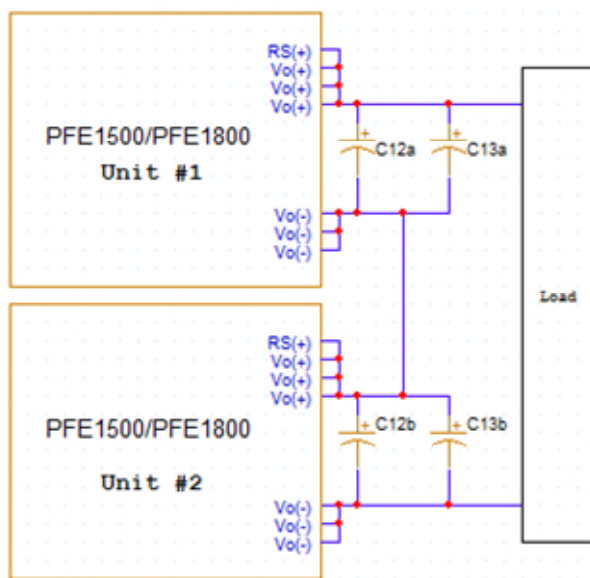 RS(+)
Vo(+)
Vo(+)
Vo(+)
PFE1500/PFE1800
Unit #1
C12a
C13a
Vo(-)
Vo(-)
Vo(-)
Load
RS(+)
Vo(+)
Vo(+)
Vo(+)
PFE1500/PFE1800
Unit #2
C12b
C13b
Vo(-)
Vo(-)
Vo(-)